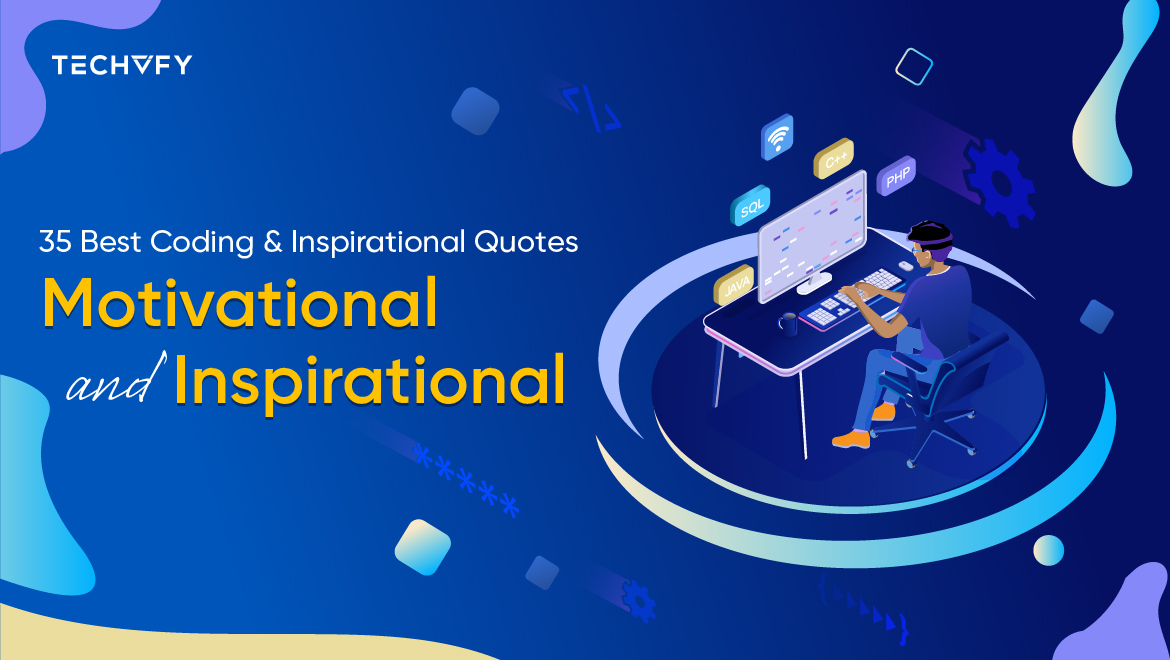 TECHVFY
35 Best Coding & Inspirational Quotes
Motivational
and Inspirational
</>
C++
PHP
SQL
JAVA
*****